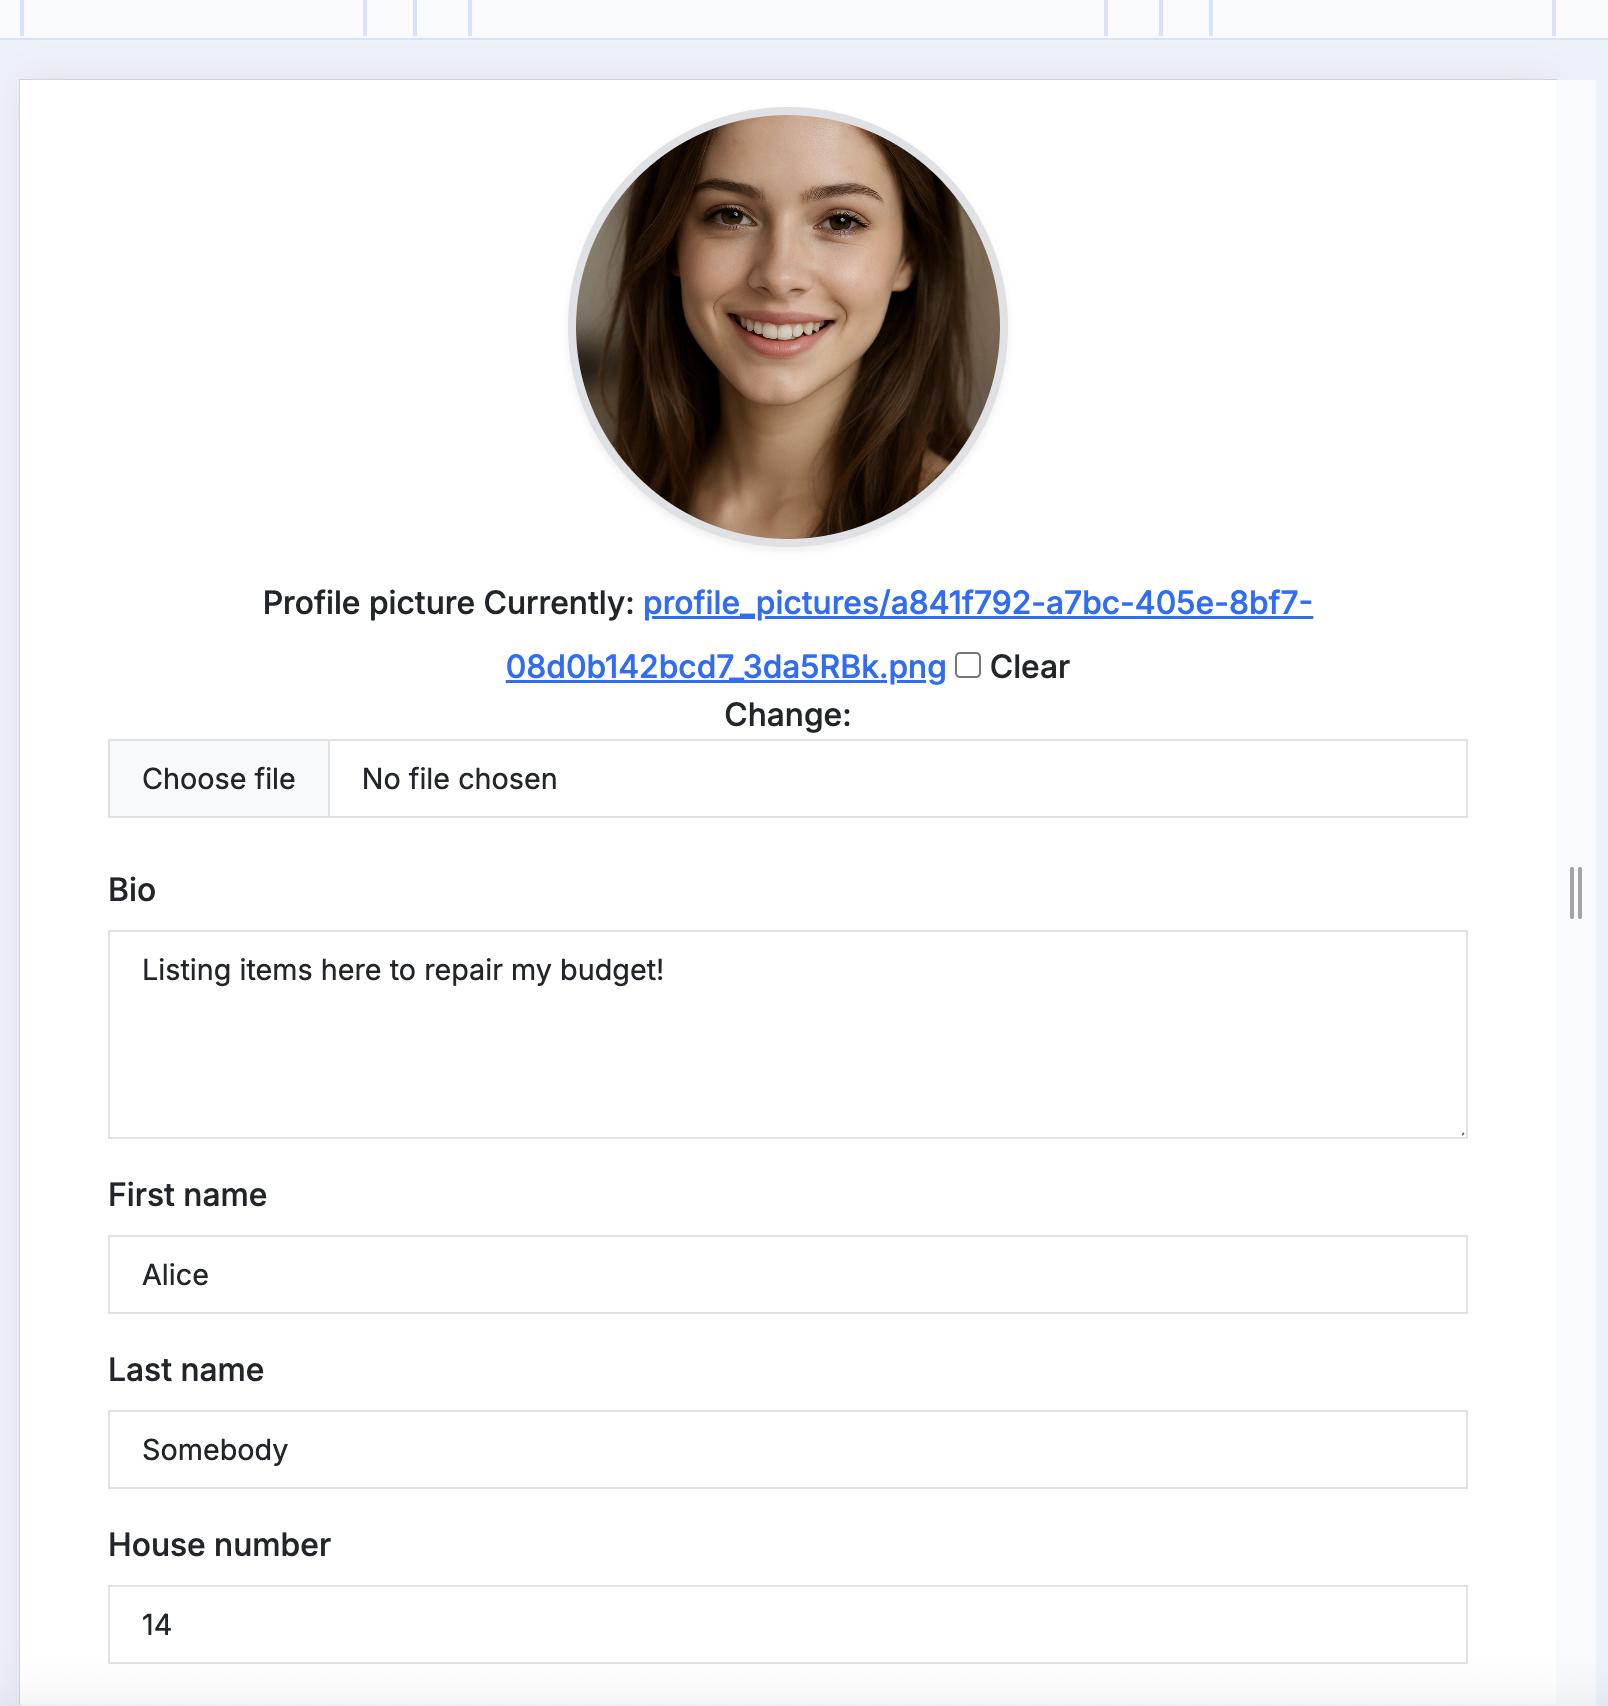 Profile picture Currently: profile_pictures/a841f792-a7bc-405e-8bf7-
08d0b142bcd7_3da5RBk.png Clear
Change:
Choose file No file chosen
Bio
Listing items here to repair my budget!
First name
Alice
Last name
Somebody
House number
14